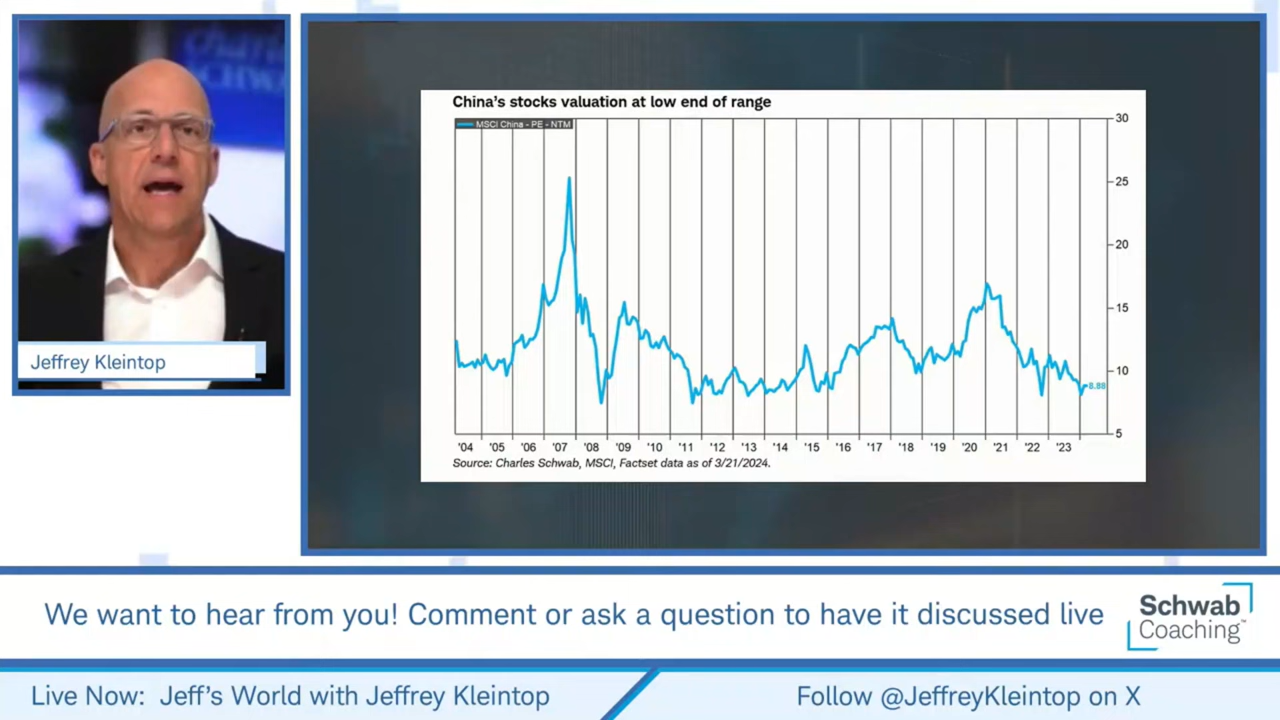 charles
SCHWAB
Jeffrey Kleintop
China's stocks valuation at low end of range
MSCI China - PE - NTM
30
25
20
15
10
5
8.88
'04 '05 '06 '07 '08 '09 '10 '11 '12 '13 '14 '15 '16 '17 '18 '19 '20 '21 '22 '23
Source: Charles Schwab, MSCI, Factset data as of 3/21/2024.
We want to hear from you! Comment or ask a question to have it discussed live
Schwab
Coaching™
Live Now: Jeff's World with Jeffrey Kleintop
Follow @JeffreyKleintop on X